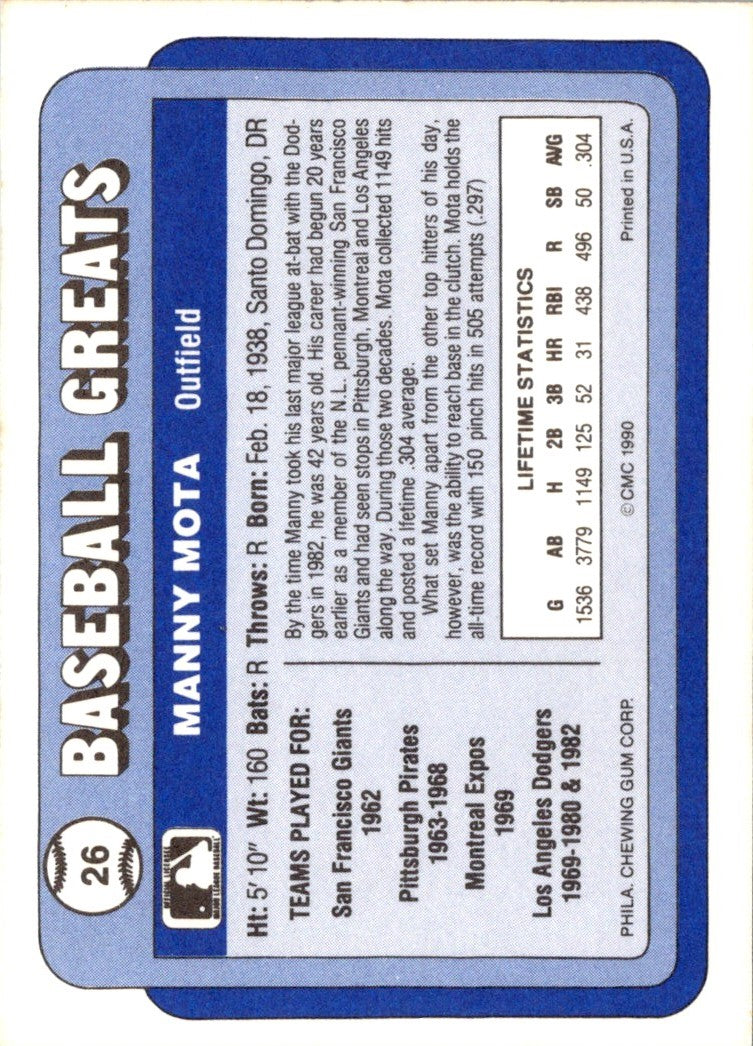 26
BASEBALL GREATS
OFFICIAL LICENSEE
MAJOR LEAGUE BASEBALL
MANNY MOTA Outfield
Ht: 5' 10" Wt: 160 Bats: R Throws: R Born: Feb. 18, 1938, Santo Domingo, DR
TEAMS PLAYED FOR:
San Francisco Giants
1962
Pittsburgh Pirates
1963-1968
Montreal Expos
1969
Los Angeles Dodgers
1969-1980 & 1982
By the time Manny took his last major league at-bat with the Dod-
gers in 1982, he was 42 years old. His career had begun 20 years
earlier as a member of the N.L. pennant-winning San Francisco
Giants and had seen stops in Pittsburgh, Montreal and Los Angeles
along the way. During those two decades. Mota collected 1149 hits
and posted a lfetime .304 average.
What set Manny apart from the other top hitters of his day,
however, was the ability to reach base in the clutch. Mota holds the
all-time record with 150 pinch hits in 505 attempts (.297)
LIFETIME STATISTICS
G AB H 2B 3B HR RBI R SB AVG
1536 3779 1149 125 52 31 438 496 50 .304
PHILA. CHEWING GUM CORP. © CMC 1990 Printed in U.S.A.